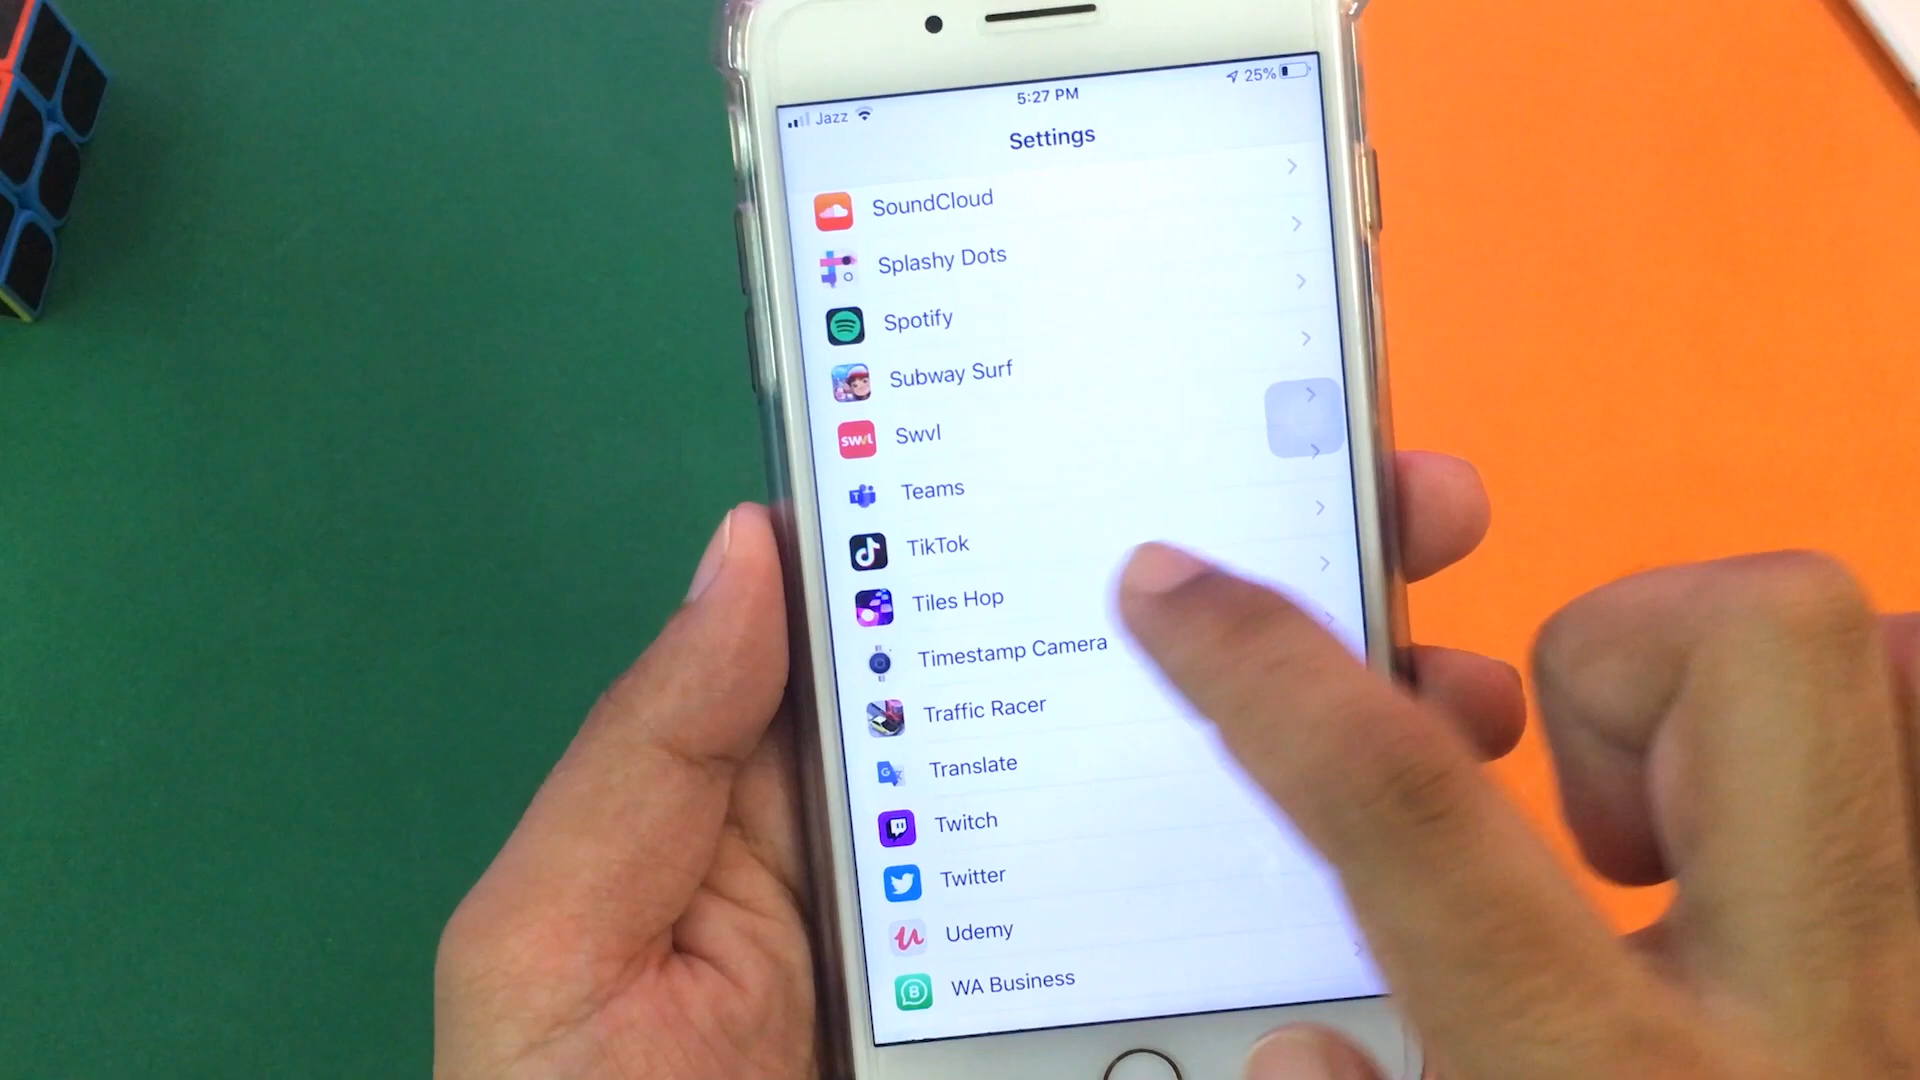 Jazz
5:27 PM
25%
Settings
SoundCloud
Splashy Dots
Spotify
Subway Surf
SWVL
Swvl
T
Teams
TikTok
Tiles Hop
Timestamp Camera
Traffic Racer
G
Translate
Twitch
Twitter
Udemy
B
WA Business